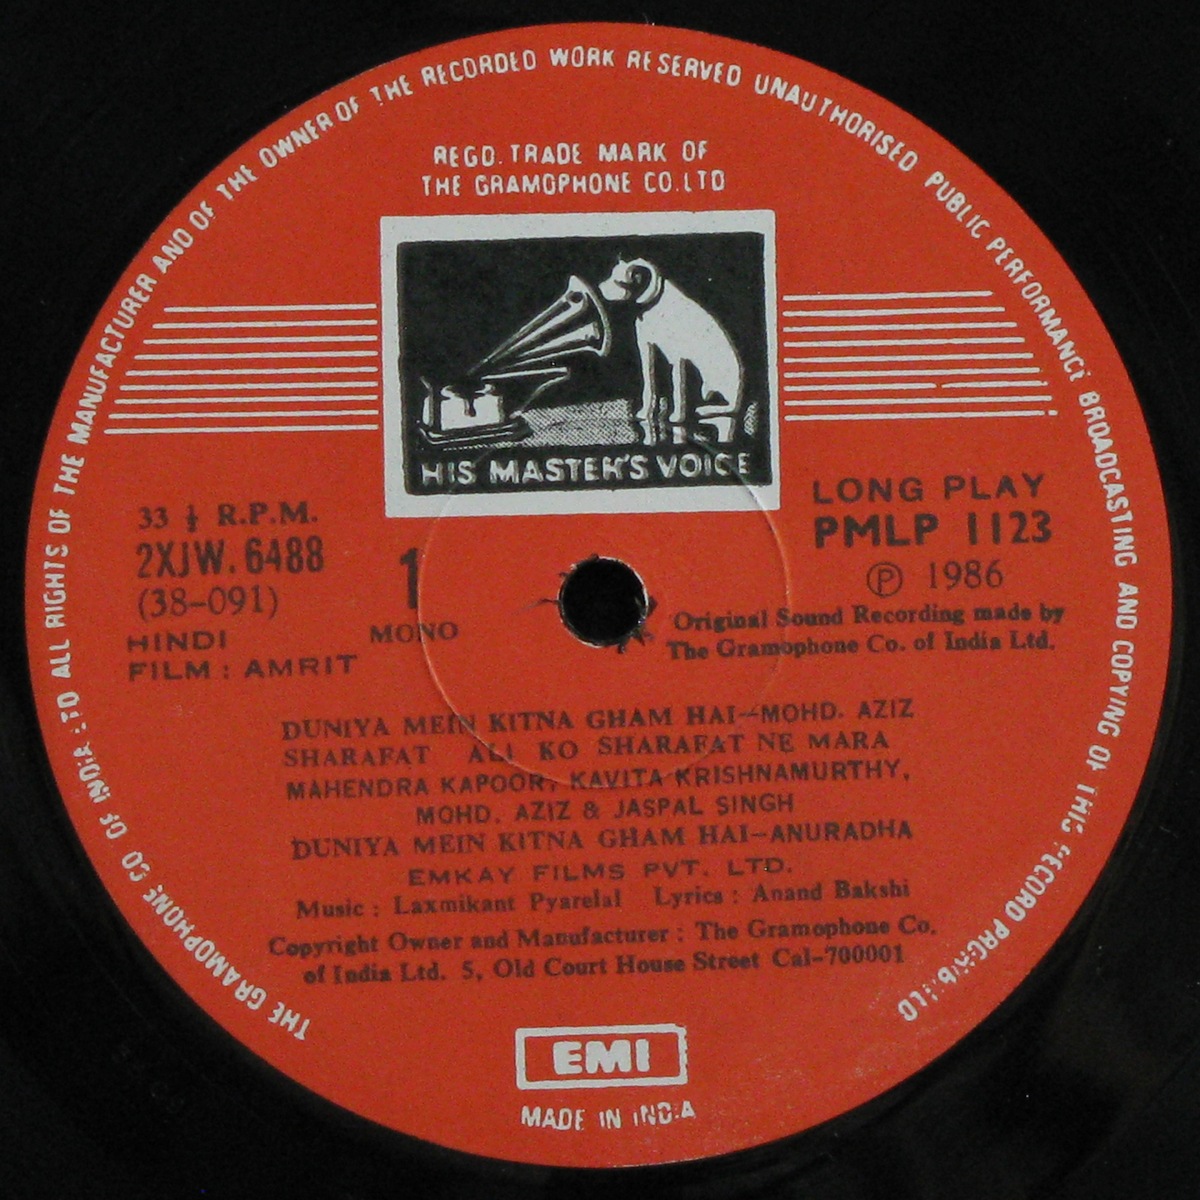 THE GRAMOPHONE CO OF INDIA LTD ALL RIGHTS OF THE MANUFACTURER AND OF THE OWNER OF THE RECORDED WORK RESERVED UNAUTHORISED PUBLIC PERFORMANCE BROADCASTING AND COPYING OF THIS RECORD PROHIBITED
REGD. TRADE MARK OF
THE GRAMOPHONE CO. LTD
HIS MASTER'S VOICE
33 ⅓ R.P.M.
2XJW. 6488
(38-091)
1
HINDI
MONO
FILM : AMRIT
LONG PLAY
PMLP 1123
℗ 1986
Original Sound Recording made by
The Gramophone Co. of India Ltd.
DUNIYA MEIN KITNA GHAM HAI—MOHD. AZIZ
SHARAFAT ALI KO SHARAFAT NE MARA
MAHENDRA KAPOOR, KAVITA KRISHNAMURTHY,
MOHD. AZIZ & JASPAL SINGH
DUNIYA MEIN KITNA GHAM HAI—ANURADHA
EMKAY FILMS PVT. LTD.
Music : Laxmikant Pyarelal Lyrics : Anand Bakshi
Copyright Owner and Manufacturer : The Gramophone Co.
of India Ltd. 5, Old Court House Street Cal-700001
EMI
MADE IN INDIA